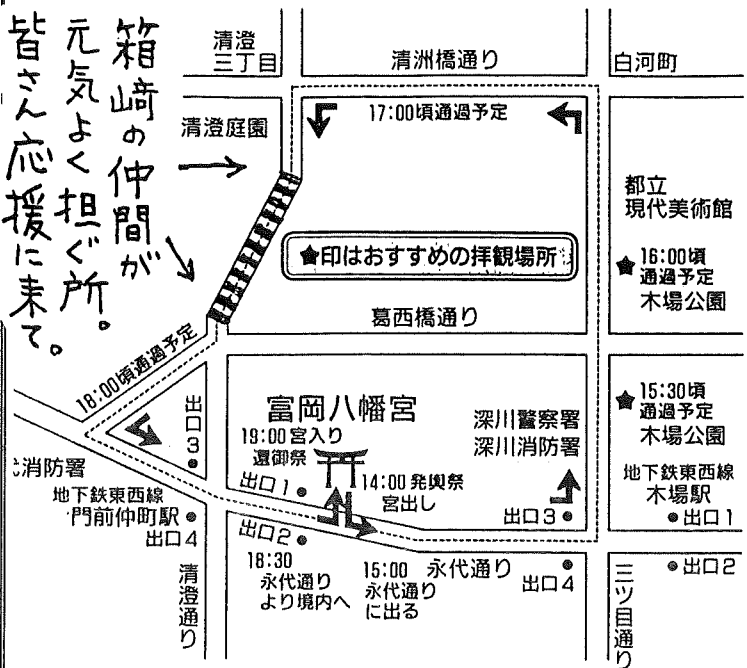 箱﨑の仲間が
元気よく担ぐ所。
皆さん応援に来て。
清澄
三丁目
清洲橋通り
白河町
清澄庭園
17:00頃通過予定
都立
現代美術館
★印はおすすめの拝観場所
★16:00頃
通過予定
木場公園
葛西橋通り
18:00頃通過予定
★15:30頃
通過予定
木場公園
富岡八幡宮
19:00宮入り
還御祭
14:00発輿祭
宮出し
深川警察署
深川消防署
出口3
代消防署
地下鉄東西線
門前仲町駅
出口4
出口1
出口2
出口3
地下鉄東西線
木場駅
出口1
18:30
永代通り
より境内へ
15:00
永代通り
に出る
永代通り
出口4
出口2
清澄通り
三ツ目通り